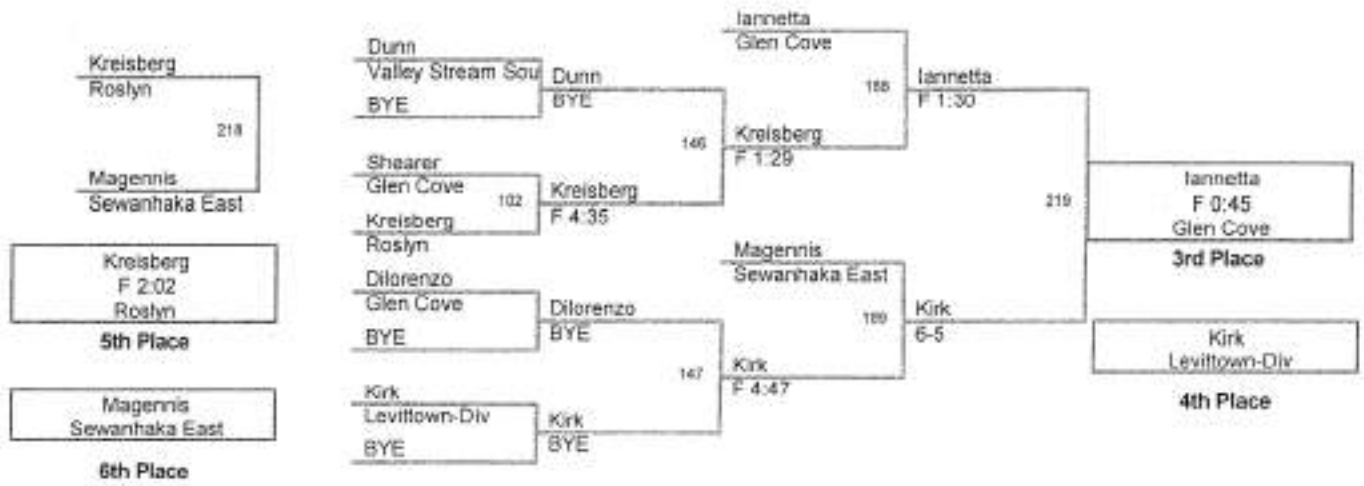 Kreisberg
Roslyn
218
Magennis
Sewanhaka East
Kreisberg
F 2:02
Roslyn
5th Place
Magennis
Sewanhaka East
6th Place
Dunn
Valley Stream Sou
BYE
Shearer
Glen Cove
102
Kreisberg
Roslyn
Dilorenzo
Glen Cove
BYE
Kirk
Levittown-Div
BYE
Dunn
BYE
146
Kreisberg
F 4:35
Dilorenzo
BYE
147
Kirk
BYE
Iannetta
Glen Cove
188
Kreisberg
F 1:29
Magennis
Sewanhaka East
189
Kirk
F 4:47
Iannetta
F 1:30
219
Kirk
6-5
Iannetta
F 0:45
Glen Cove
3rd Place
Kirk
Levittown-Div
4th Place